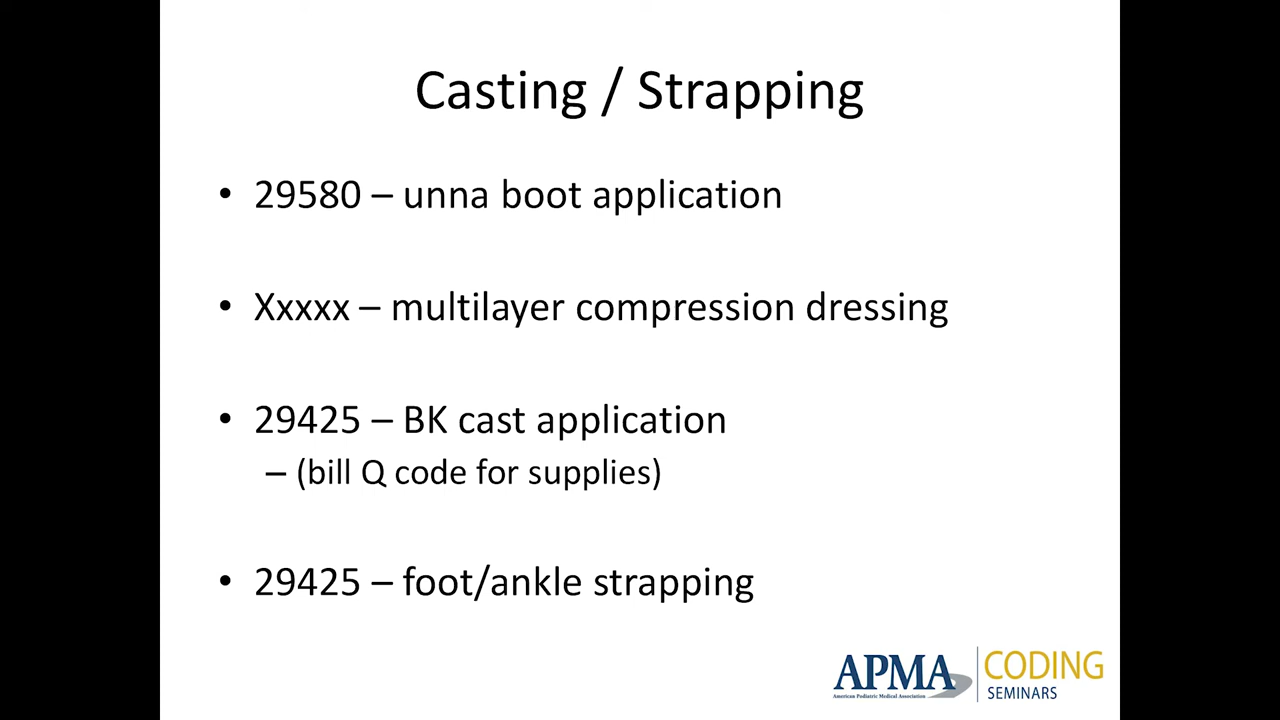 Casting / Strapping
• 29580 – unna boot application
• Xxxxx – multilayer compression dressing
• 29425 – BK cast application
– (bill Q code for supplies)
• 29425 – foot/ankle strapping
APMA
American Podiatric Medical Association
CODING
SEMINARS